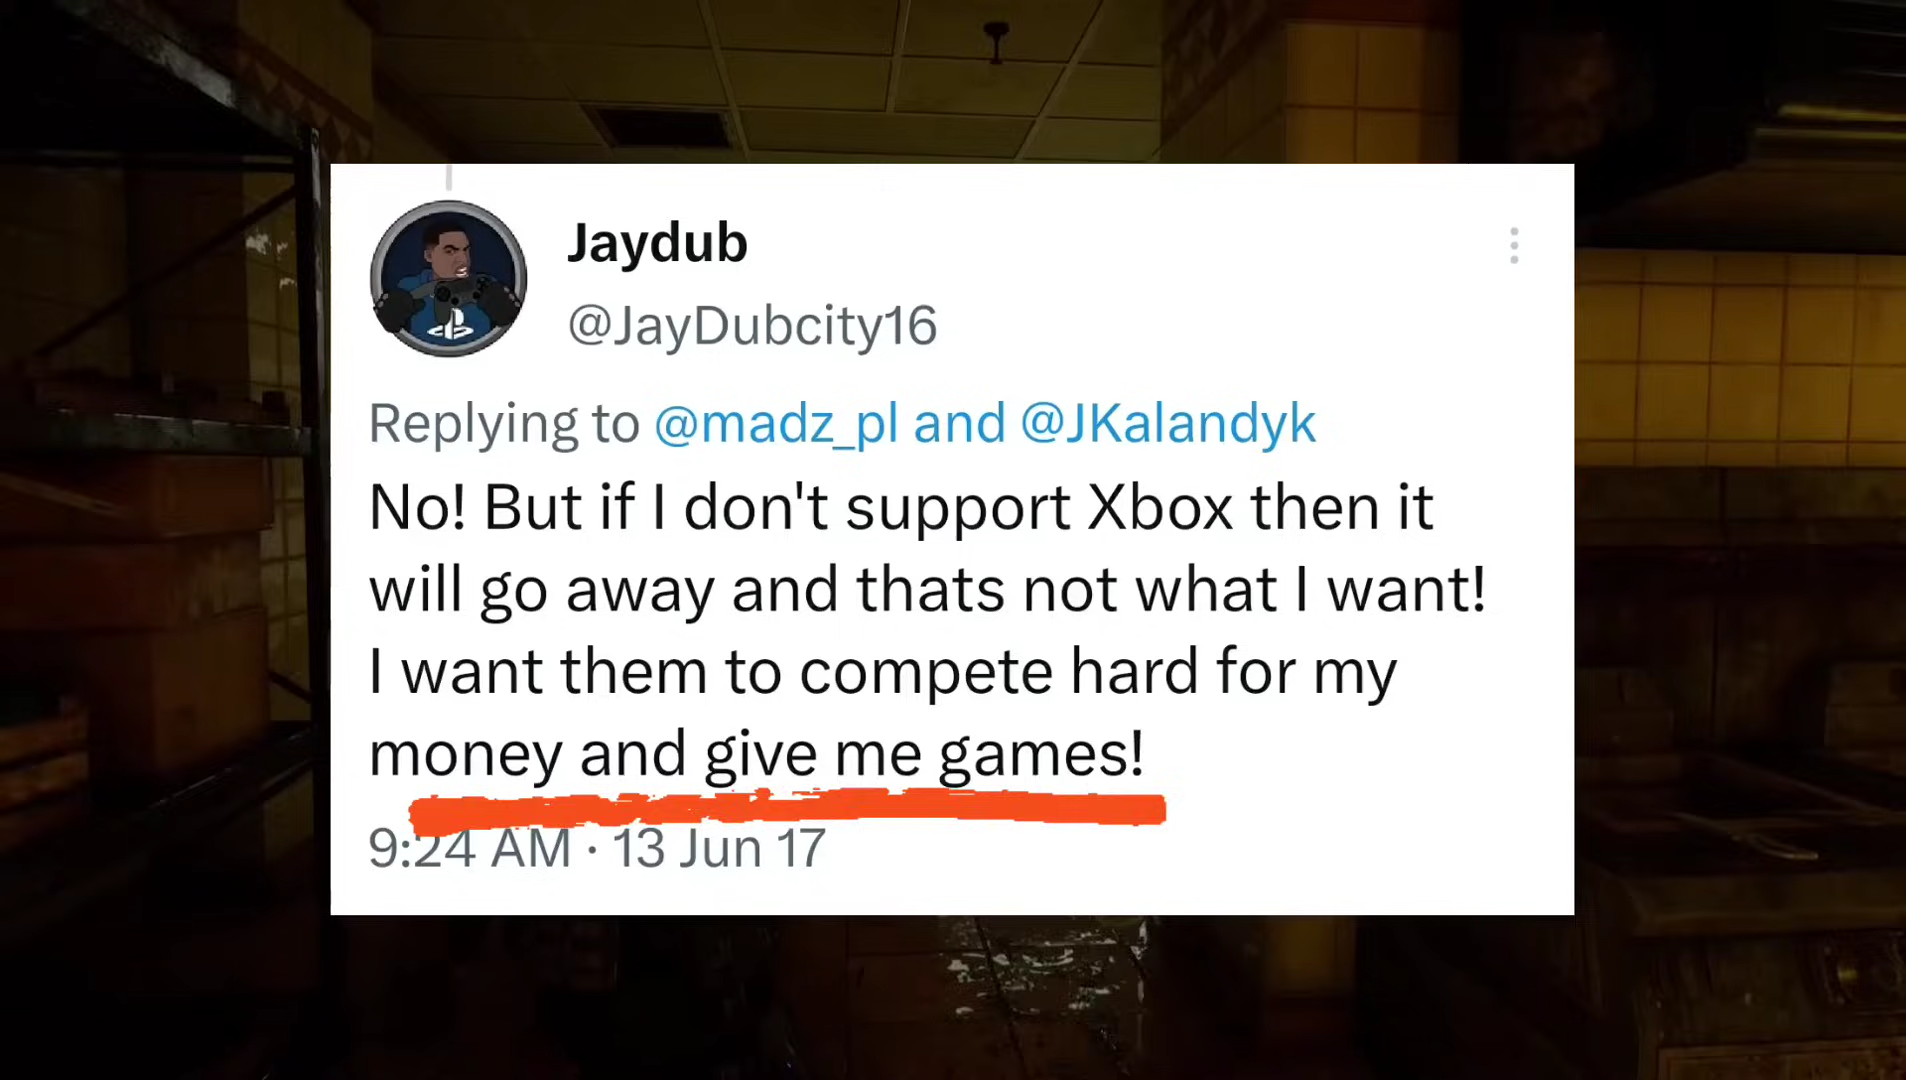 Jaydub
@JayDubcity16
Replying to @madz_pl and @JKalandyk
No! But if I don't support Xbox then it
will go away and thats not what I want!
I want them to compete hard for my
money and give me games!
9:24 AM · 13 Jun 17